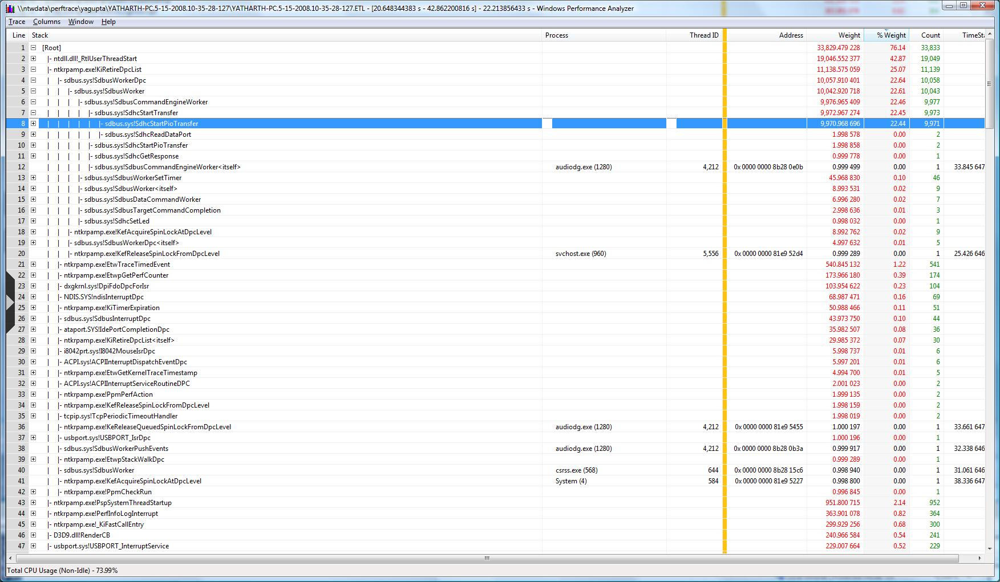 \\ntwdata\perftrace\yagupta\YATHARTH-PC.5-15-2008.10-35-28-127\YATHARTH-PC.5-15-2008.10-35-28-127.ETL - [20.648344383 s - 42.862200816 s] - 22.213856433 s - Windows Performance Analyzer
Trace Columns Window Help
Line Stack Process Thread ID Address Weight % Weight Count TimeSta
1 [Root] 33,829.479 228 76.14 33,833
2 |- ntdll.dll!_RtlUserThreadStart 19,046.552 377 42.87 19,049
3 |- ntkrpamp.exe!KiRetireDpcList 11,138.575 059 25.07 11,139
4 | |- sdbus.sys!SdbusWorkerDpc 10,057.910 401 22.64 10,058
5 | | |- sdbus.sys!SdbusWorker 10,042.920 718 22.61 10,043
6 | | | |- sdbus.sys!SdbusCommandEngineWorker 9,976.965 409 22.46 9,977
7 | | | | |- sdbus.sys!SdhcStartTransfer 9,972.967 274 22.45 9,973
8 | | | | | |- sdbus.sys!SdhcStartPioTransfer 9,970.968 696 22.44 9,971
9 | | | | | |- sdbus.sys!SdhcReadDataPort 1.998 578 0.00 2
10 | | | | |- sdbus.sys!SdhcStartPioTransfer 1.998 858 0.00 2
11 | | | | |- sdbus.sys!SdhcGetResponse 0.999 778 0.00 1
12 | | | | |- sdbus.sys!SdbusCommandEngineWorker<itself> audiodg.exe (1280) 4,212 0x 0000 0000 8b28 0e0b 0.999 499 0.00 1 33.845 647
13 | | | |- sdbus.sys!SdbusWorkerSetTimer 45.968 830 0.10 46
14 | | | |- sdbus.sys!SdbusWorker<itself> 8.993 531 0.02 9
15 | | | |- sdbus.sys!SdbusDataCommandWorker 6.996 280 0.02 7
16 | | | |- sdbus.sys!SdbusTargetCommandCompletion 2.998 636 0.01 3
17 | | | |- sdbus.sys!SdhcSetLed 0.998 032 0.00 1
18 | | |- ntkrpamp.exe!KefAcquireSpinLockAtDpcLevel 8.992 762 0.02 9
19 | | |- sdbus.sys!SdbusWorkerDpc<itself> 4.997 632 0.01 5
20 | | |- ntkrpamp.exe!KefReleaseSpinLockFromDpcLevel svchost.exe (960) 5,556 0x 0000 0000 81e9 52d4 0.999 289 0.00 1 25.426 646
21 | |- ntkrpamp.exe!EtwTraceTimedEvent 540.845 132 1.22 541
22 | |- ntkrpamp.exe!EtwpGetPerfCounter 173.966 180 0.39 174
23 | |- dxgkrnl.sys!DpiFdoDpcForIsr 103.954 622 0.23 104
24 | |- NDIS.SYS!ndisInterruptDpc 68.987 471 0.16 69
25 | |- ntkrpamp.exe!KiTimerExpiration 50.988 466 0.11 51
26 | |- sdbus.sys!SdbusInterruptDpc 43.973 750 0.10 44
27 | |- ataport.SYS!IdePortCompletionDpc 35.982 507 0.08 36
28 | |- ntkrpamp.exe!KiRetireDpcList<itself> 29.985 372 0.07 30
29 | |- i8042prt.sys!I8042MouseIsrDpc 5.998 737 0.01 6
30 | |- ACPI.sys!ACPIInterruptDispatchEventDpc 5.997 201 0.01 6
31 | |- ntkrpamp.exe!EtwGetKernelTraceTimestamp 4.994 700 0.01 5
32 | |- ACPI.sys!ACPIInterruptServiceRoutineDPC 2.001 023 0.00 2
33 | |- ntkrpamp.exe!PpmPerfAction 1.999 135 0.00 2
34 | |- ntkrpamp.exe!KefReleaseSpinLockFromDpcLevel 1.998 159 0.00 2
35 | |- tcpip.sys!TcpPeriodicTimeoutHandler 1.998 019 0.00 2
36 | |- ntkrpamp.exe!KeReleaseQueuedSpinLockFromDpcLevel audiodg.exe (1280) 4,212 0x 0000 0000 81e9 5455 1.000 197 0.00 1 33.661 647
37 | |- usbport.sys!USBPORT_IsrDpc 1.000 196 0.00 1
38 | |- sdbus.sys!SdbusWorkerPushEvents audiodg.exe (1280) 4,212 0x 0000 0000 8b28 0b3a 0.999 917 0.00 1 32.338 646
39 | |- ntkrpamp.exe!EtwpStackWalkDpc 0.999 289 0.00 1
40 | |- sdbus.sys!SdbusWorker csrss.exe (568) 644 0x 0000 0000 8b28 15c6 0.998 940 0.00 1 31.061 646
41 | |- ntkrpamp.exe!KefAcquireSpinLockAtDpcLevel System (4) 584 0x 0000 0000 81e9 5227 0.998 800 0.00 1 38.336 647
42 | |- ntkrpamp.exe!PpmCheckRun 0.996 845 0.00 1
43 |- ntkrpamp.exe!PspSystemThreadStartup 951.800 715 2.14 952
44 |- ntkrpamp.exe!PerfInfoLogInterrupt 363.901 078 0.82 364
45 |- ntkrpamp.exe!_KiFastCallEntry 299.929 256 0.68 300
46 |- D3D9.dll!RenderCB 240.966 584 0.54 241
47 |- usbport.sys!USBPORT_InterruptService 229.007 664 0.52 229
Total CPU Usage (Non-Idle) - 73.99%